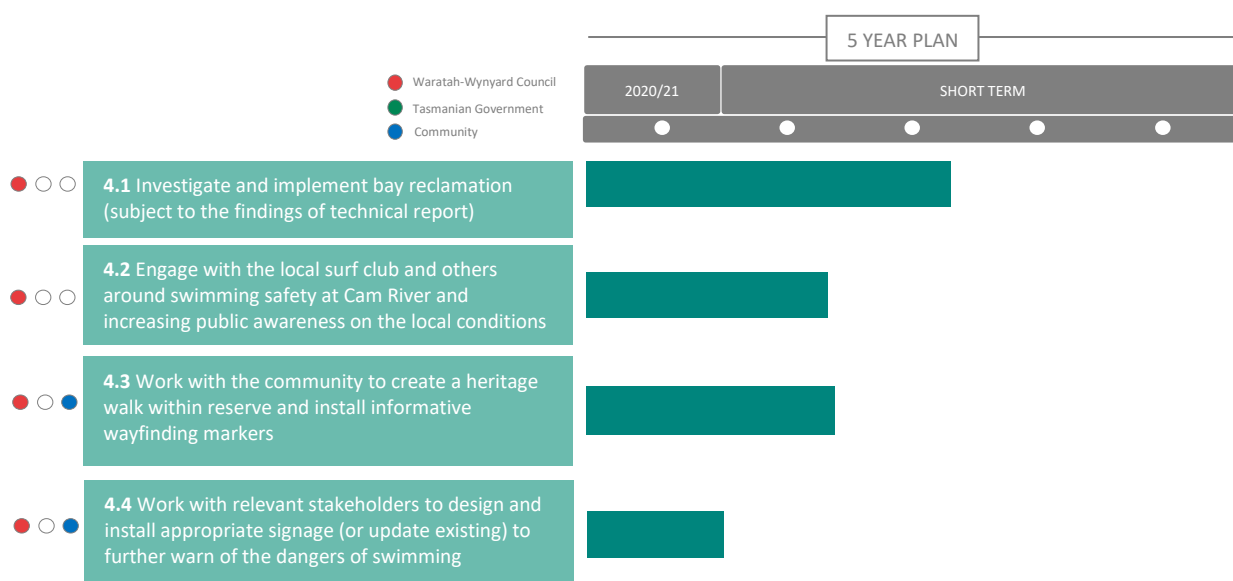 5 YEAR PLAN
Waratah-Wynyard Council
Tasmanian Government
Community
2020/21
SHORT TERM
4.1 Investigate and implement bay reclamation
(subject to the findings of technical report)
4.2 Engage with the local surf club and others
around swimming safety at Cam River and
increasing public awareness on the local conditions
4.3 Work with the community to create a heritage
walk within reserve and install informative
wayfinding markers
4.4 Work with relevant stakeholders to design and
install appropriate signage (or update existing) to
further warn of the dangers of swimming